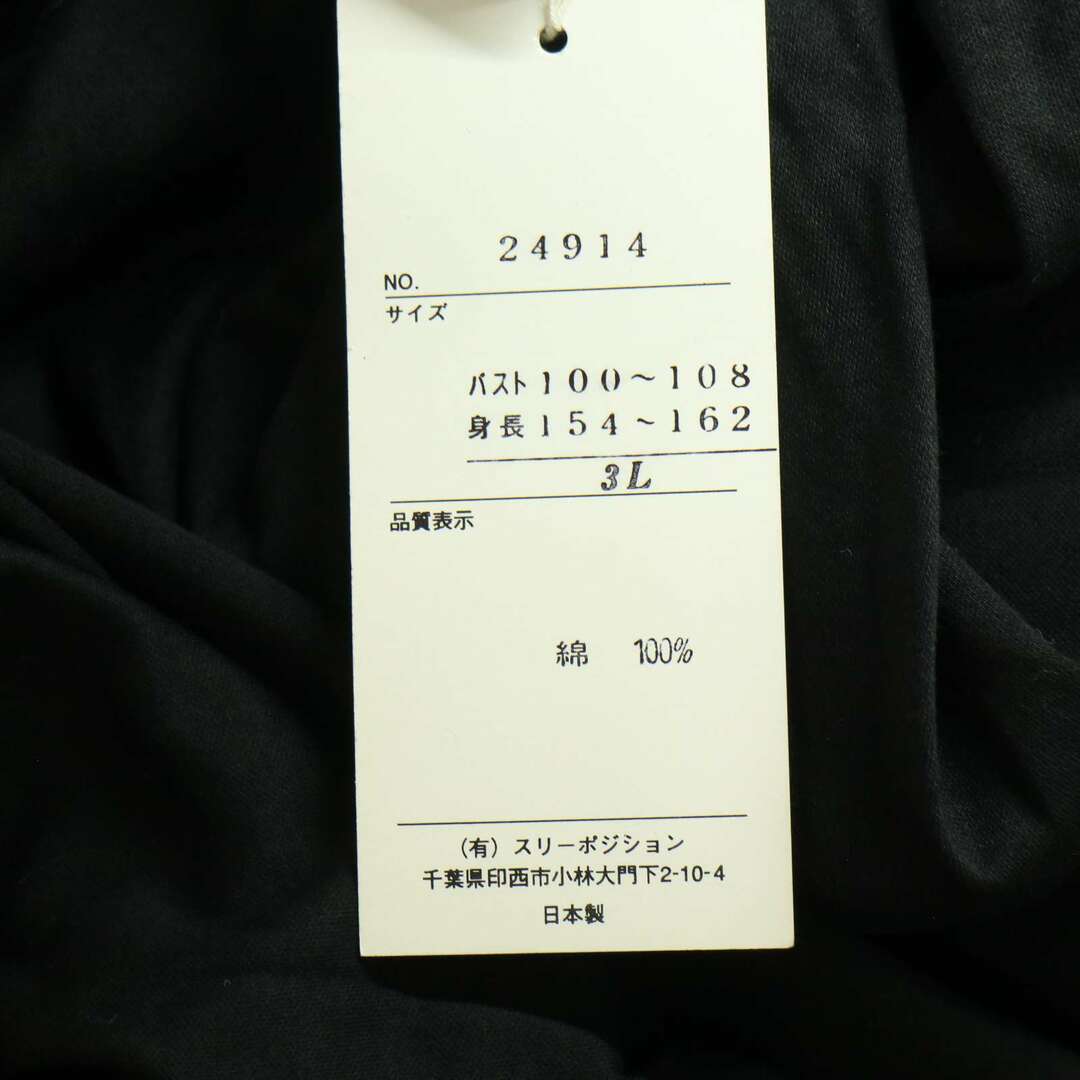 24914
NO.
サイズ
バスト100～108
身長154～162
3L
品質表示
綿 100%
(有) スリーポジション
千葉県印西市小林大門下2-10-4
日本製